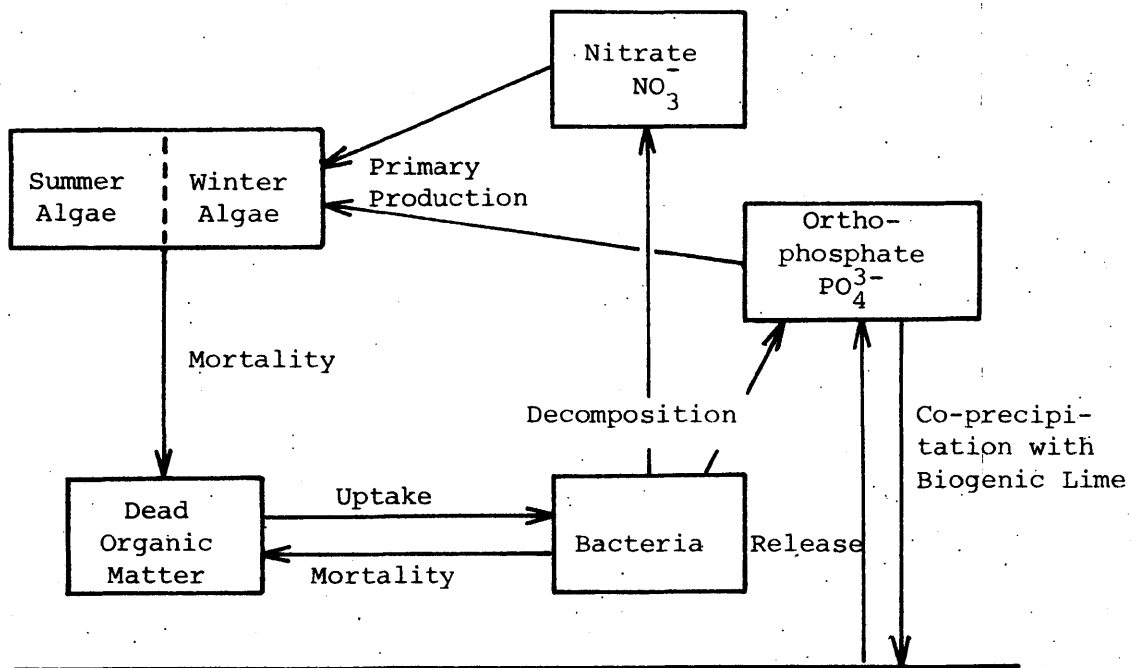 Nitrate
NO₃⁻
Summer
Algae
Winter
Algae
Primary
Production
Ortho-
phosphate
PO₄³⁻
Mortality
Decomposition
Co-precipi-
tation with
Biogenic Lime
Dead
Organic
Matter
Uptake
Mortality
Bacteria
Release